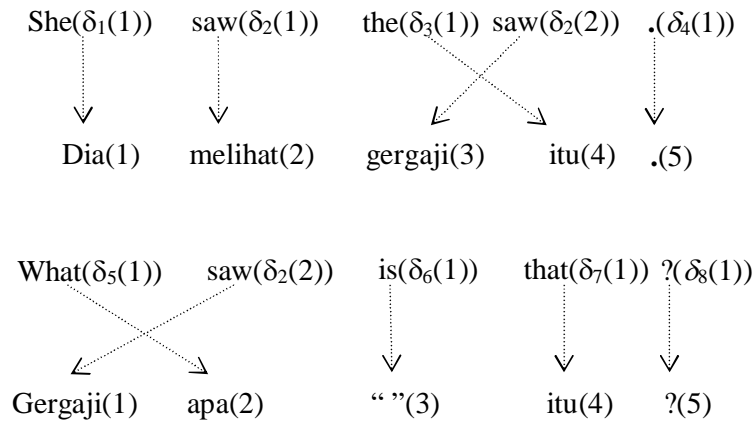 She(δ₁(1)) saw(δ₂(1)) the(δ₃(1)) saw(δ₂(2)) .(δ₄(1))
Dia(1) melihat(2) gergaji(3) itu(4) .(5)
What(δ₅(1)) saw(δ₂(2)) is(δ₆(1)) that(δ₇(1)) ?(δ₈(1))
Gergaji(1) apa(2) “ ”(3) itu(4) ?(5)